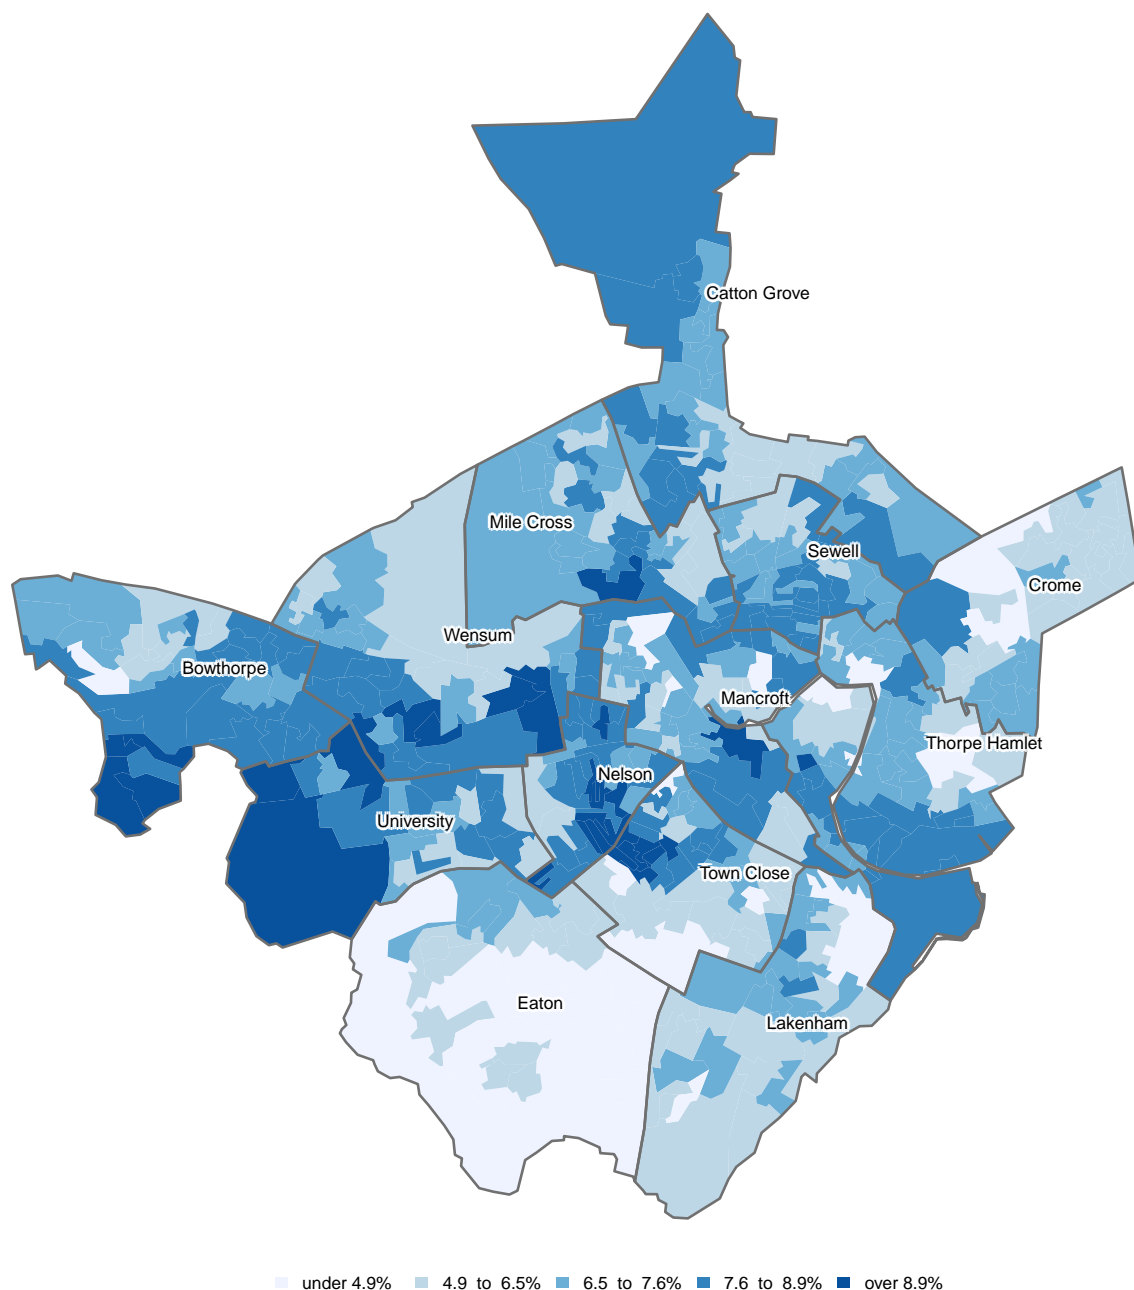 Catton Grove
Mile Cross
Sewell
Crome
Wensum
Bowthorpe
Mancroft
Thorpe Hamlet
Nelson
University
Town Close
Eaton
Lakenham
under 4.9% 4.9 to 6.5% 6.5 to 7.6% 7.6 to 8.9% over 8.9%